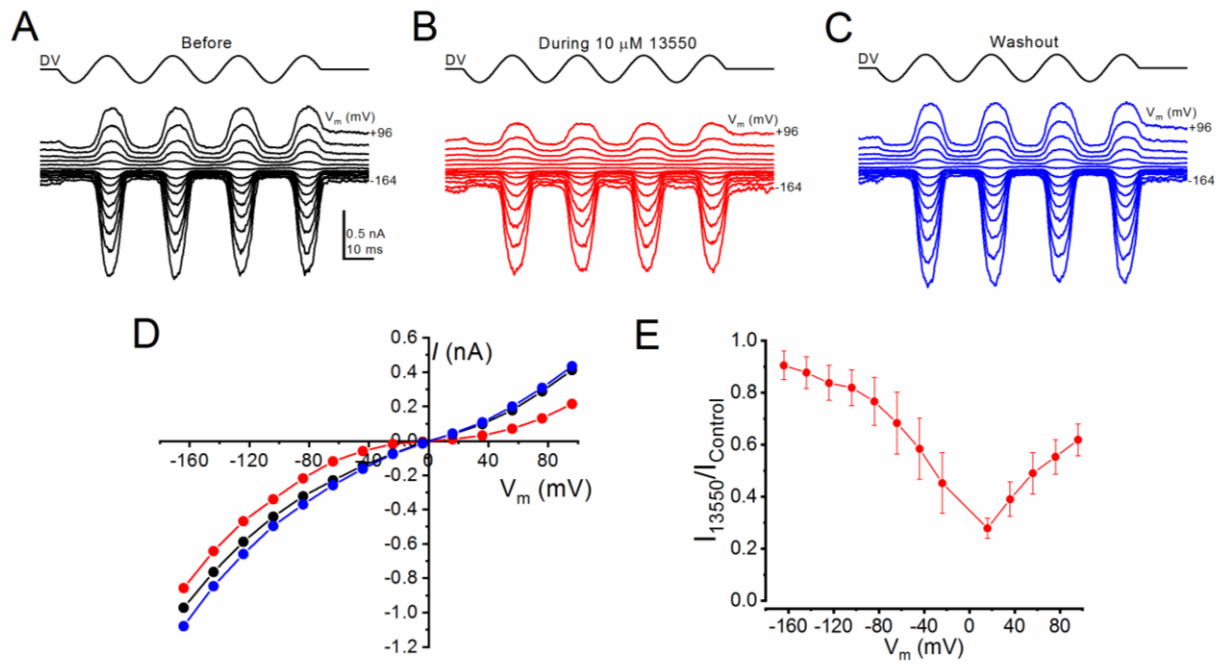 A
Before
DV
Vm (mV)
+96
-164
0.5 nA
10 ms
B
During 10 μM 13550
DV
Vm (mV)
+96
-164
C
Washout
DV
Vm (mV)
+96
-164
D
I (nA)
0.6
0.4
0.2
0.0
-0.2
-0.4
-0.6
-0.8
-1.0
-1.2
-160 -120 -80 -40 0 40 80
Vm (mV)
E
I13550/IControl
1.0
0.8
0.6
0.4
0.2
0.0
-160 -120 -80 -40 0 40 80
Vm (mV)